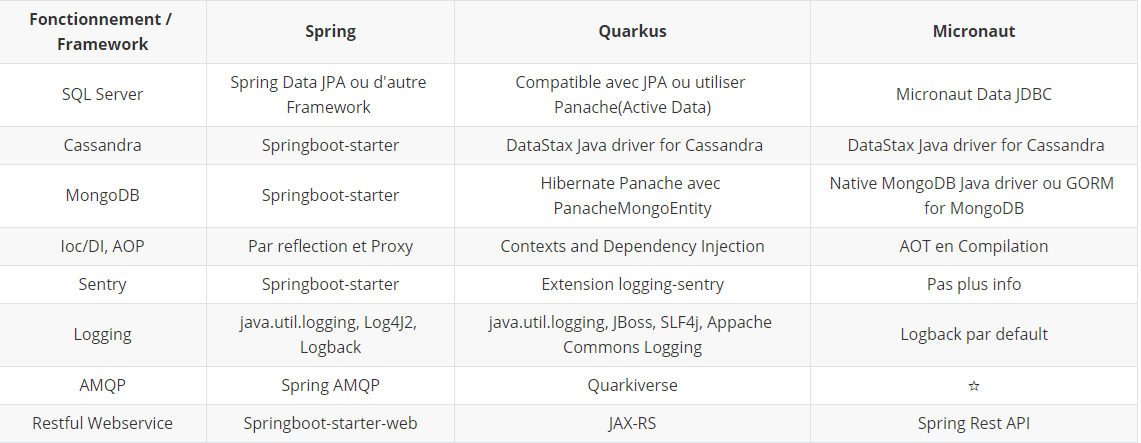 Fonctionnement / Framework Spring Quarkus Micronaut
SQL Server Spring Data JPA ou d'autre Framework Compatible avec JPA ou utiliser Panache(Active Data) Micronaut Data JDBC
Cassandra Springboot-starter DataStax Java driver for Cassandra DataStax Java driver for Cassandra
MongoDB Springboot-starter Hibernate Panache avec PanacheMongoEntity Native MongoDB Java driver ou GORM for MongoDB
Ioc/DI, AOP Par reflection et Proxy Contexts and Dependency Injection AOT en Compilation
Sentry Springboot-starter Extension logging-sentry Pas plus info
Logging java.util.logging, Log4J2, Logback java.util.logging, JBoss, SLF4j, Appache Commons Logging Logback par default
AMQP Spring AMQP Quarkiverse ☆
Restful Webservice Springboot-starter-web JAX-RS Spring Rest API